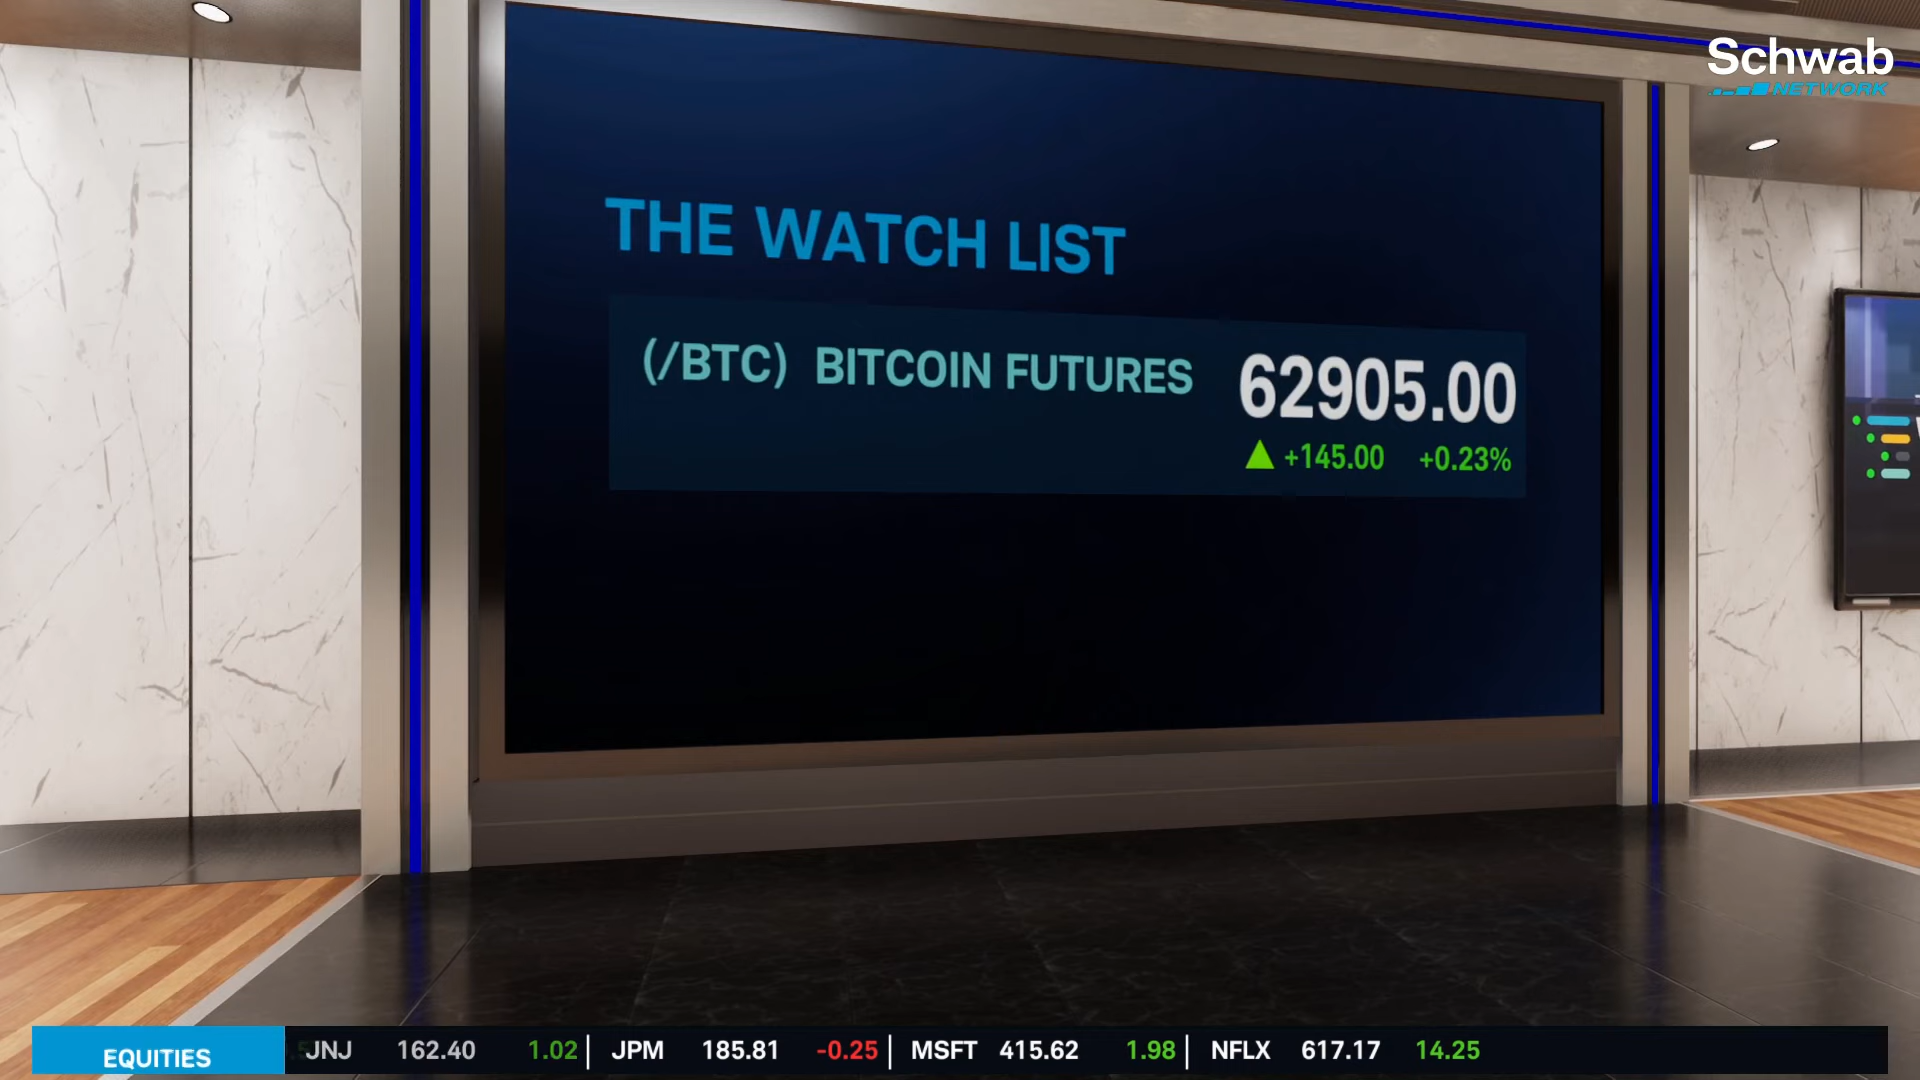 Schwab
NETWORK
THE WATCH LIST
(/BTC) BITCOIN FUTURES 62905.00
+145.00 +0.23%
EQUITIES JNJ 162.40 1.02 JPM 185.81 -0.25 MSFT 415.62 1.98 NFLX 617.17 14.25